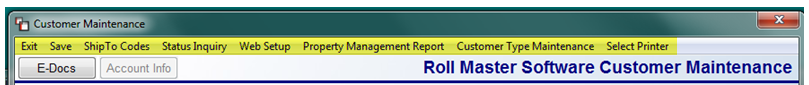 Customer Maintenance
Exit Save ShipTo Codes Status Inquiry Web Setup Property Management Report Customer Type Maintenance Select Printer
E-Docs Account Info Roll Master Software Customer Maintenance